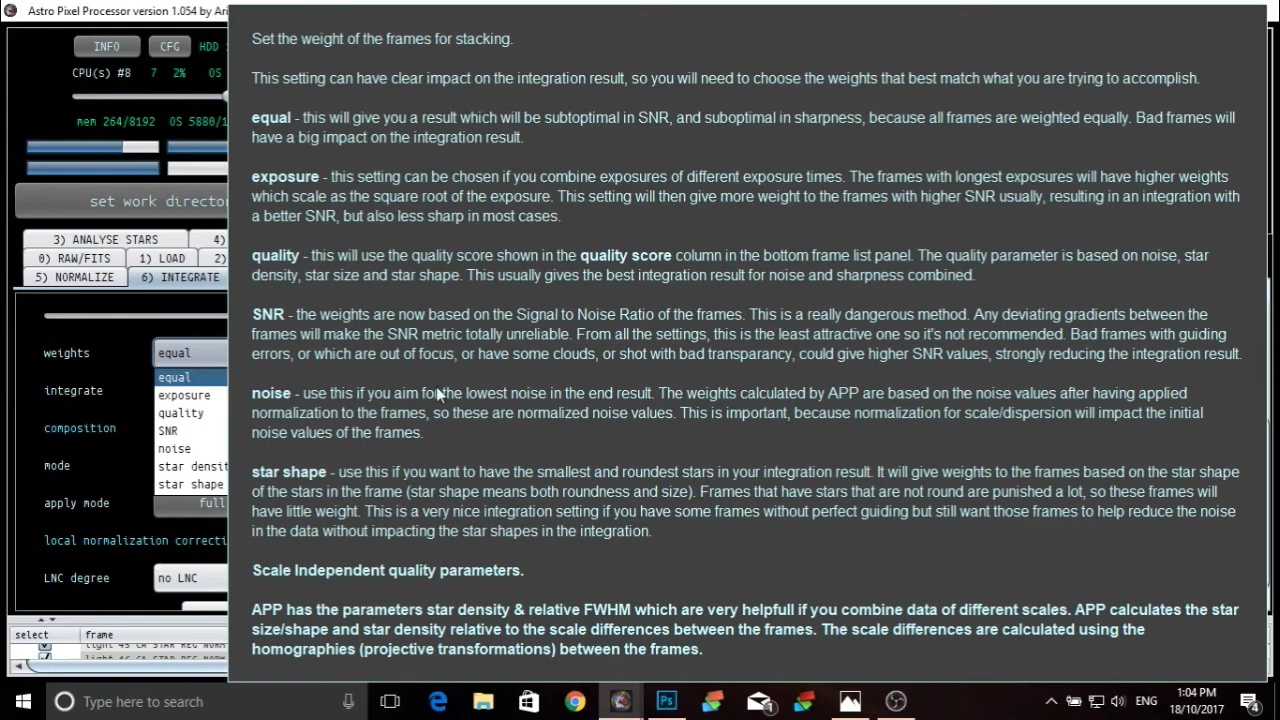 Astro Pixel Processor version 1.054 by Ari
INFO
CFG
HDD
CPU(s) #8 7 2% OS
mem 264/8192 OS 5880/1
set work director
3) ANALYSE STARS 4)
0) RAW/FITS 1) LOAD 2)
5) NORMALIZE 6) INTEGRATE
weights equal
equal
exposure
quality
SNR
noise
star densit
star shape
integrate
composition
mode
apply mode full
local normalization correcti
LNC degree no LNC
select frame
Set the weight of the frames for stacking.
This setting can have clear impact on the integration result, so you will need to choose the weights that best match what you are trying to accomplish.
equal - this will give you a result which will be subtoptimal in SNR, and suboptimal in sharpness, because all frames are weighted equally. Bad frames will
have a big impact on the integration result.
exposure - this setting can be chosen if you combine exposures of different exposure times. The frames with longest exposures will have higher weights
which scale as the square root of the exposure. This setting will then give more weight to the frames with higher SNR usually, resulting in an integration with
a better SNR, but also less sharp in most cases.
quality - this will use the quality score shown in the quality score column in the bottom frame list panel. The quality parameter is based on noise, star
density, star size and star shape. This usually gives the best integration result for noise and sharpness combined.
SNR - the weights are now based on the Signal to Noise Ratio of the frames. This is a really dangerous method. Any deviating gradients between the
frames will make the SNR metric totally unreliable. From all the settings, this is the least attractive one so it's not recommended. Bad frames with guiding
errors, or which are out of focus, or have some clouds, or shot with bad transparancy, could give higher SNR values, strongly reducing the integration result.
noise - use this if you aim for the lowest noise in the end result. The weights calculated by APP are based on the noise values after having applied
normalization to the frames, so these are normalized noise values. This is important, because normalization for scale/dispersion will impact the initial
noise values of the frames.
star shape - use this if you want to have the smallest and roundest stars in your integration result. It will give weights to the frames based on the star shape
of the stars in the frame (star shape means both roundness and size). Frames that have stars that are not round are punished a lot, so these frames will
have little weight. This is a very nice integration setting if you have some frames without perfect guiding but still want those frames to help reduce the noise
in the data without impacting the star shapes in the integration.
Scale Independent quality parameters.
APP has the parameters star density & relative FWHM which are very helpfull if you combine data of different scales. APP calculates the star
size/shape and star density relative to the scale differences between the frames. The scale differences are calculated using the
homographies (projective transformations) between the frames.
Type here to search
ENG
1:04 PM
18/10/2017